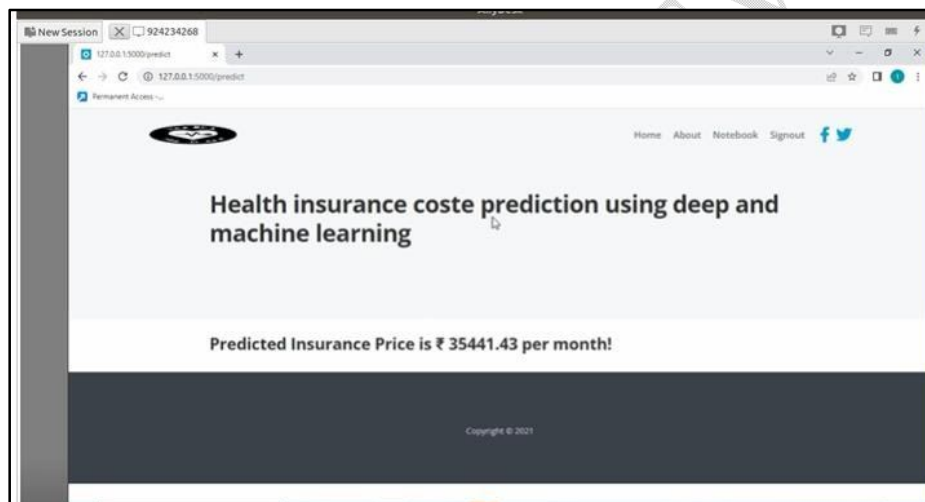 New Session
924234268
127.0.0.1:5000/predict
127.0.0.1:5000/predict
Permanent Access -...
Home About Notebook Signout
Health insurance coste prediction using deep and
machine learning
Predicted Insurance Price is ₹ 35441.43 per month!
Copyright © 2021